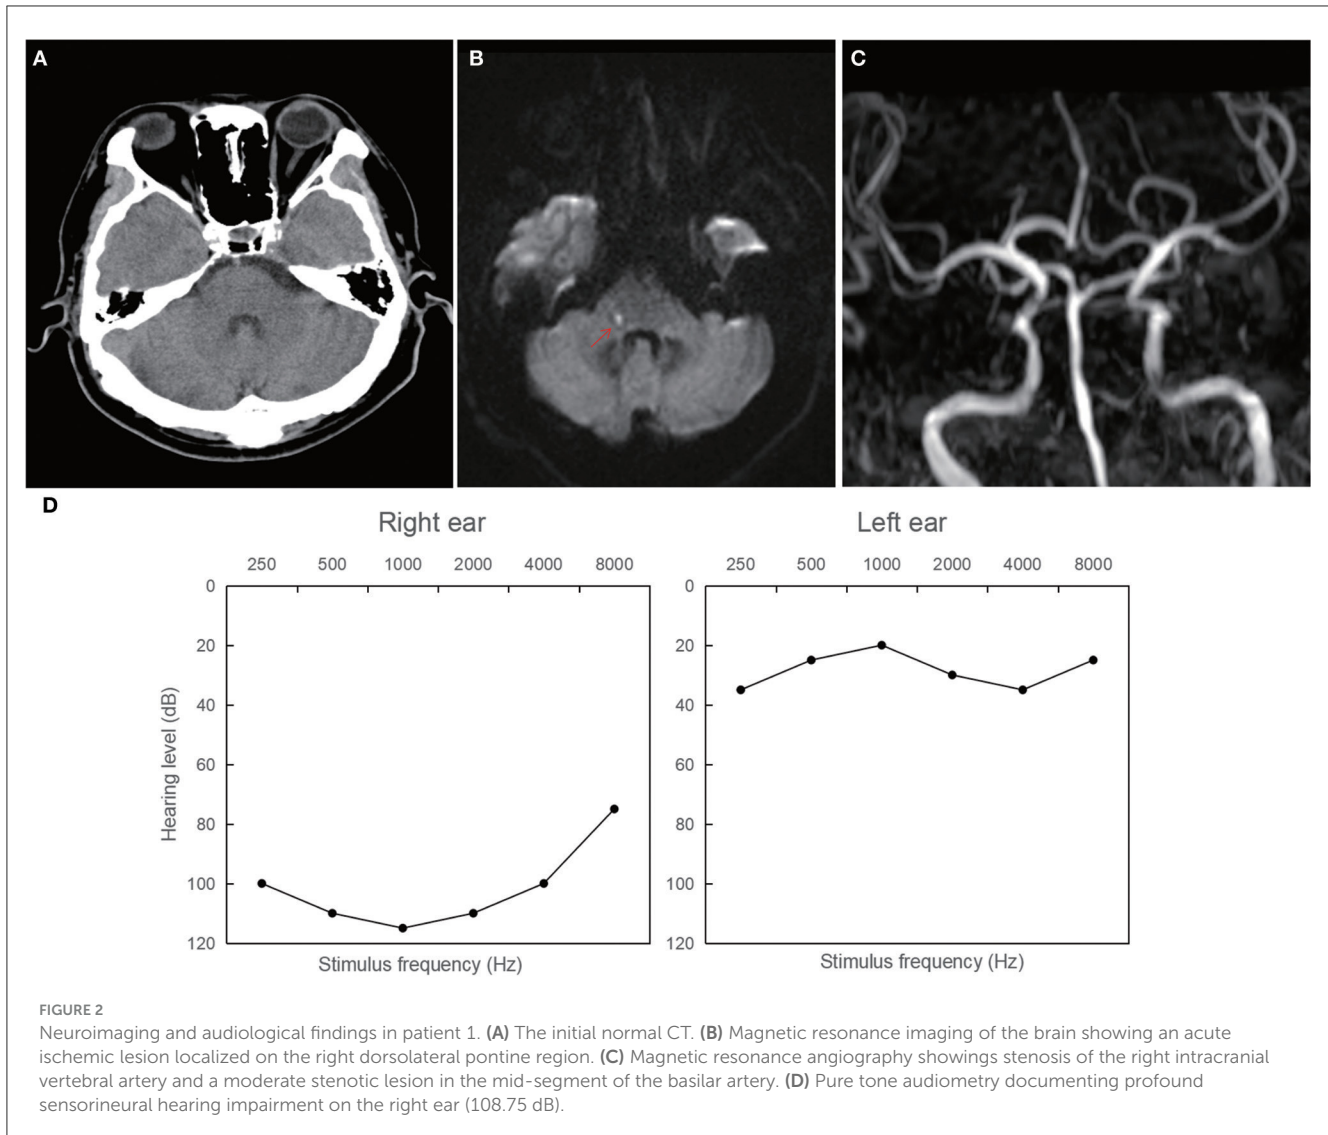 A
B
C
D
Right ear
Left ear
250 500 1000 2000 4000 8000
250 500 1000 2000 4000 8000
0
20
40
60
80
100
120
Hearing level (dB)
0
20
40
60
80
100
120
Stimulus frequency (Hz)
Stimulus frequency (Hz)
FIGURE 2
Neuroimaging and audiological findings in patient 1. (A) The initial normal CT. (B) Magnetic resonance imaging of the brain showing an acute
ischemic lesion localized on the right dorsolateral pontine region. (C) Magnetic resonance angiography showings stenosis of the right intracranial
vertebral artery and a moderate stenotic lesion in the mid-segment of the basilar artery. (D) Pure tone audiometry documenting profound
sensorineural hearing impairment on the right ear (108.75 dB).